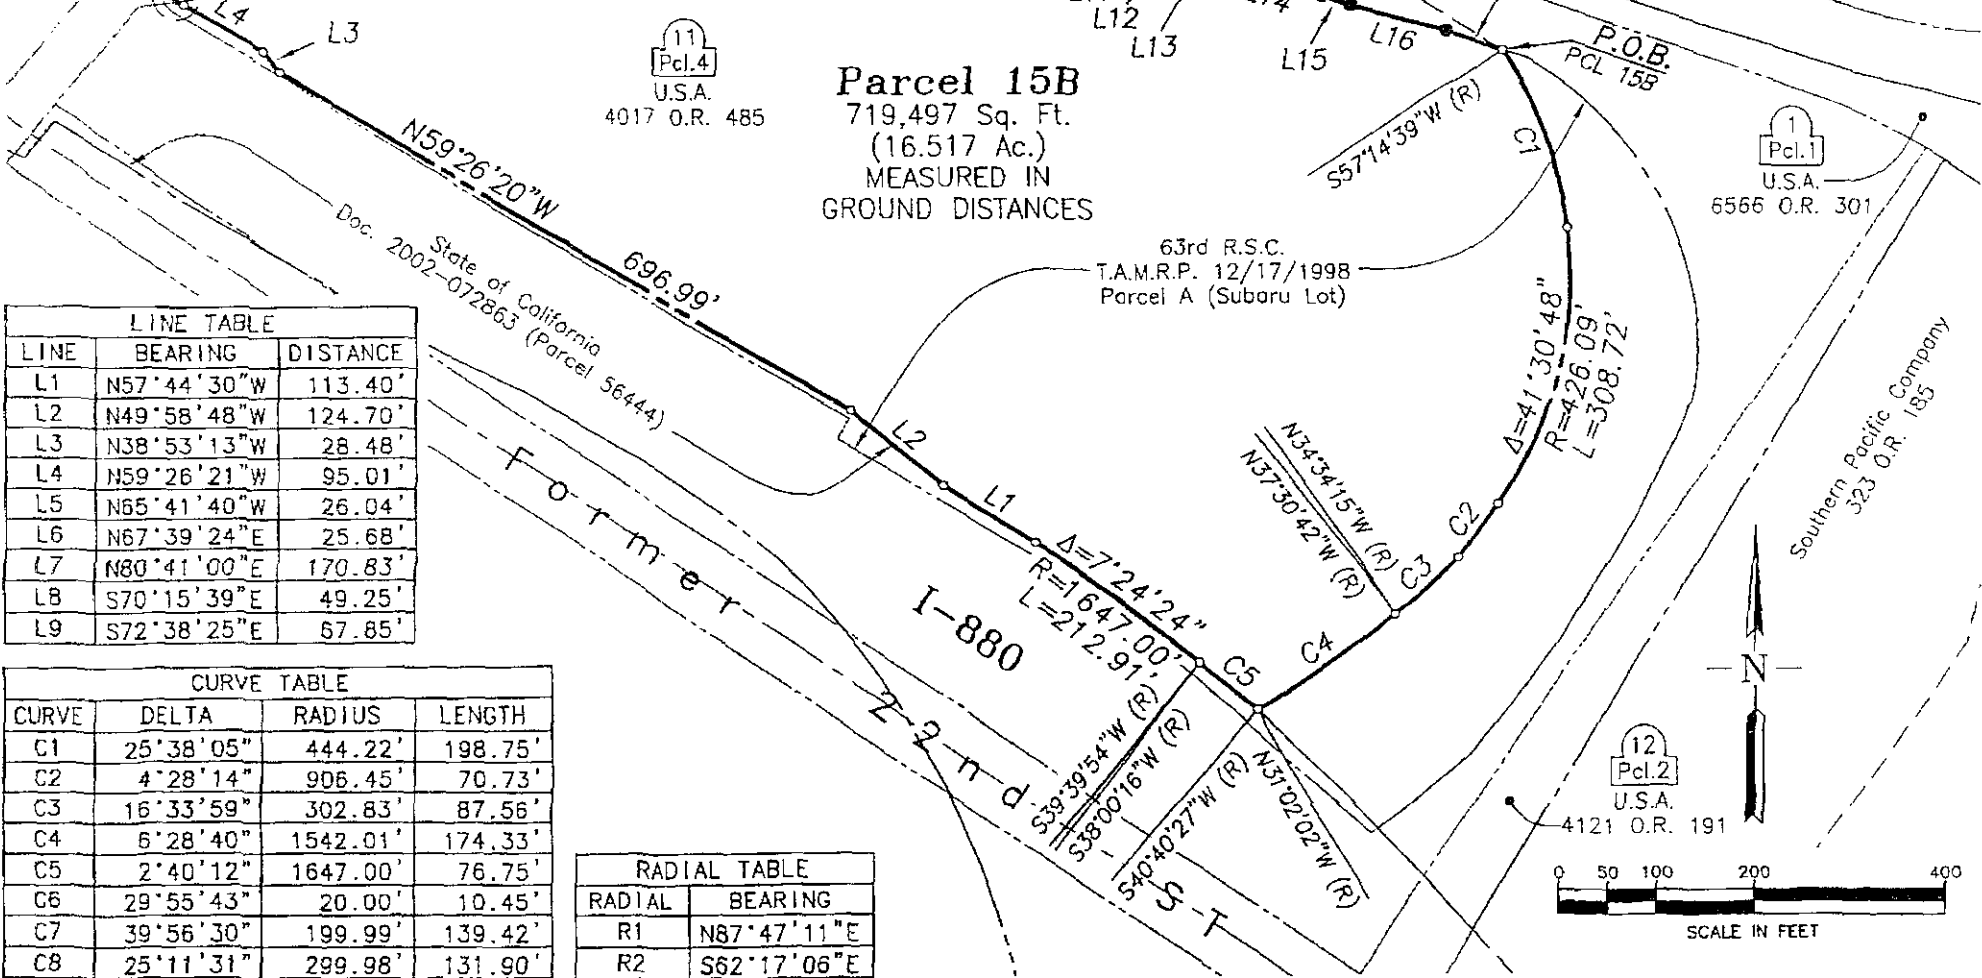 L4
L3
11
Pcl.4
U.S.A.
4017 O.R. 485
Parcel 15B
719,497 Sq. Ft.
(16.517 Ac.)
MEASURED IN
GROUND DISTANCES
L12
L13
L15
L16
P.O.B.
PCL 15B
S57°14'39"W (R)
C1
1
Pcl.1
U.S.A.
6566 O.R. 301
N59°26'20"W
696.99'
State of California
Doc. 2002-072863 (Parcel 56444)
63rd R.S.C.
T.A.M.R.P. 12/17/1998
Parcel A (Subaru Lot)
Δ=41°30'48"
R=426.09'
L=308.72'
Southern Pacific Company
323 O.R. 185
LINE TABLE
LINE BEARING DISTANCE
L1 N57°44'30"W 113.40'
L2 N49°58'48"W 124.70'
L3 N38°53'13"W 28.48'
L4 N59°26'21"W 95.01'
L5 N65°41'40"W 26.04'
L6 N67°39'24"E 25.68'
L7 N80°41'00"E 170.83'
L8 S70°15'39"E 49.25'
L9 S72°38'25"E 67.85'
L2
L1
Δ=7°24'24"
R=1647.00'
L=212.91'
N34°34'15"W (R)
N37°30'42"W (R)
C2
C3
C4
C5
Former 22nd ST
I-880
S39°39'54"W (R)
S38°00'16"W (R)
S40°40'27"W (R)
N31°02'02"W (R)
N
12
Pcl.2
U.S.A.
4121 O.R. 191
CURVE TABLE
CURVE DELTA RADIUS LENGTH
C1 25°38'05" 444.22' 198.75'
C2 4°28'14" 906.45' 70.73'
C3 16°33'59" 302.83' 87.56'
C4 6°28'40" 1542.01' 174.33'
C5 2°40'12" 1647.00' 76.75'
C6 29°55'43" 20.00' 10.45'
C7 39°56'30" 199.99' 139.42'
C8 25°11'31" 299.98' 131.90'
RADIAL TABLE
RADIAL BEARING
R1 N87°47'11"E
R2 S62°17'06"E
0 50 100 200 400
SCALE IN FEET